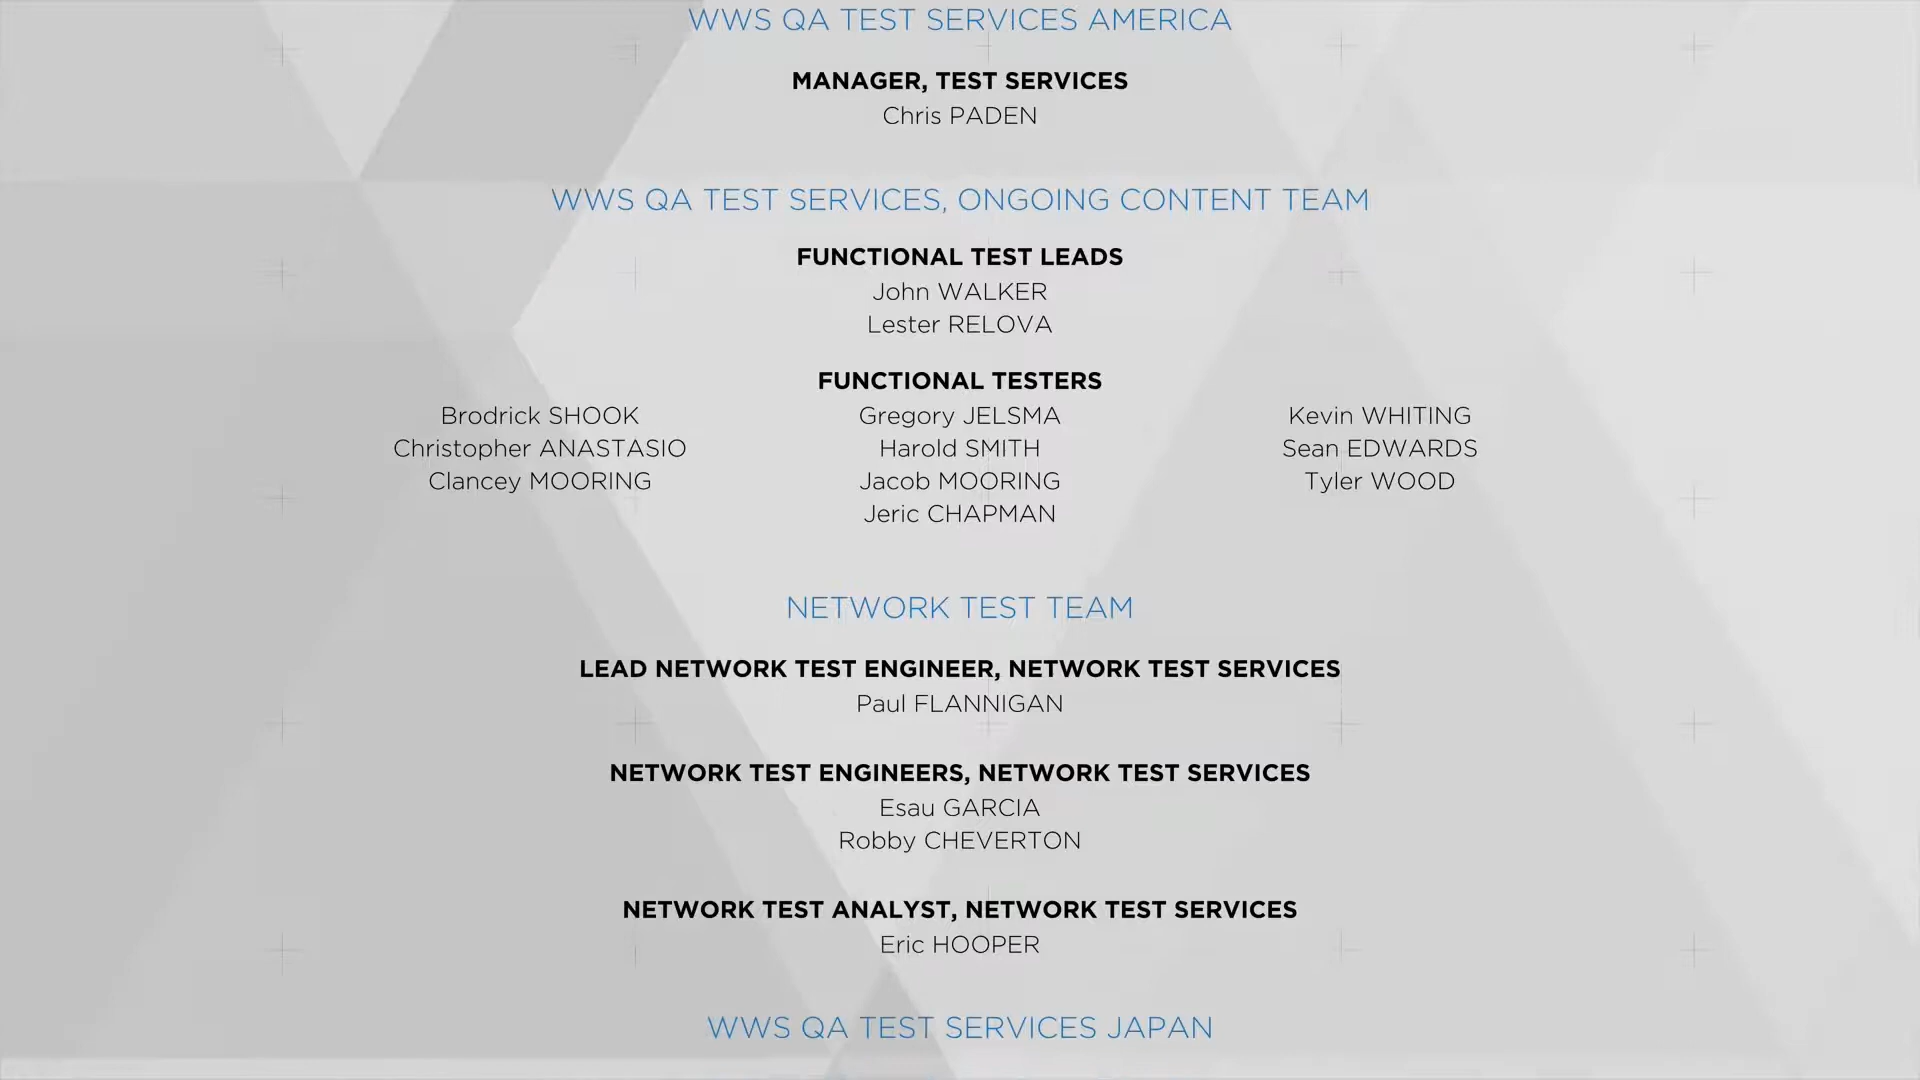 WWS QA TEST SERVICES AMERICA
MANAGER, TEST SERVICES
Chris PADEN
WWS QA TEST SERVICES, ONGOING CONTENT TEAM
FUNCTIONAL TEST LEADS
John WALKER
Lester RELOVA
FUNCTIONAL TESTERS
Brodrick SHOOK Gregory JELSMA Kevin WHITING
Christopher ANASTASIO Harold SMITH Sean EDWARDS
Clancey MOORING Jacob MOORING Tyler WOOD
Jeric CHAPMAN
NETWORK TEST TEAM
LEAD NETWORK TEST ENGINEER, NETWORK TEST SERVICES
Paul FLANNIGAN
NETWORK TEST ENGINEERS, NETWORK TEST SERVICES
Esau GARCIA
Robby CHEVERTON
NETWORK TEST ANALYST, NETWORK TEST SERVICES
Eric HOOPER
WWS QA TEST SERVICES JAPAN